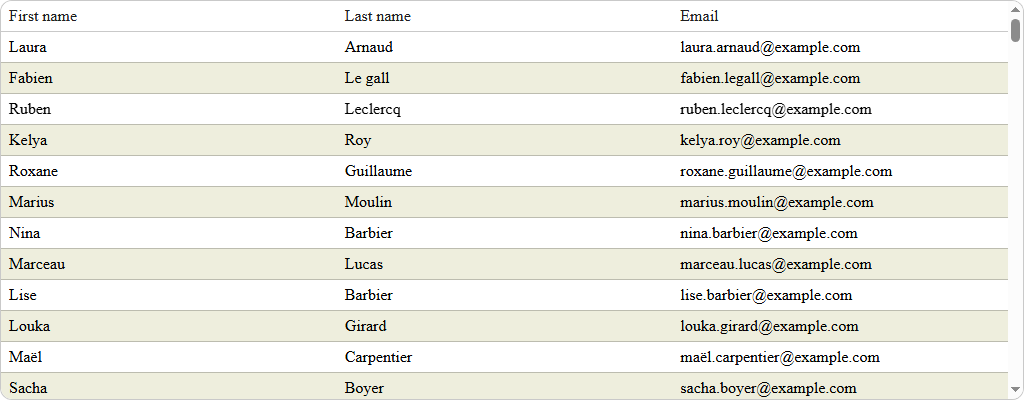 First name Last name Email
Laura Arnaud laura.arnaud@example.com
Fabien Le gall fabien.legall@example.com
Ruben Leclercq ruben.leclercq@example.com
Kelya Roy kelya.roy@example.com
Roxane Guillaume roxane.guillaume@example.com
Marius Moulin marius.moulin@example.com
Nina Barbier nina.barbier@example.com
Marceau Lucas marceau.lucas@example.com
Lise Barbier lise.barbier@example.com
Louka Girard louka.girard@example.com
Maël Carpentier maël.carpentier@example.com
Sacha Boyer sacha.boyer@example.com